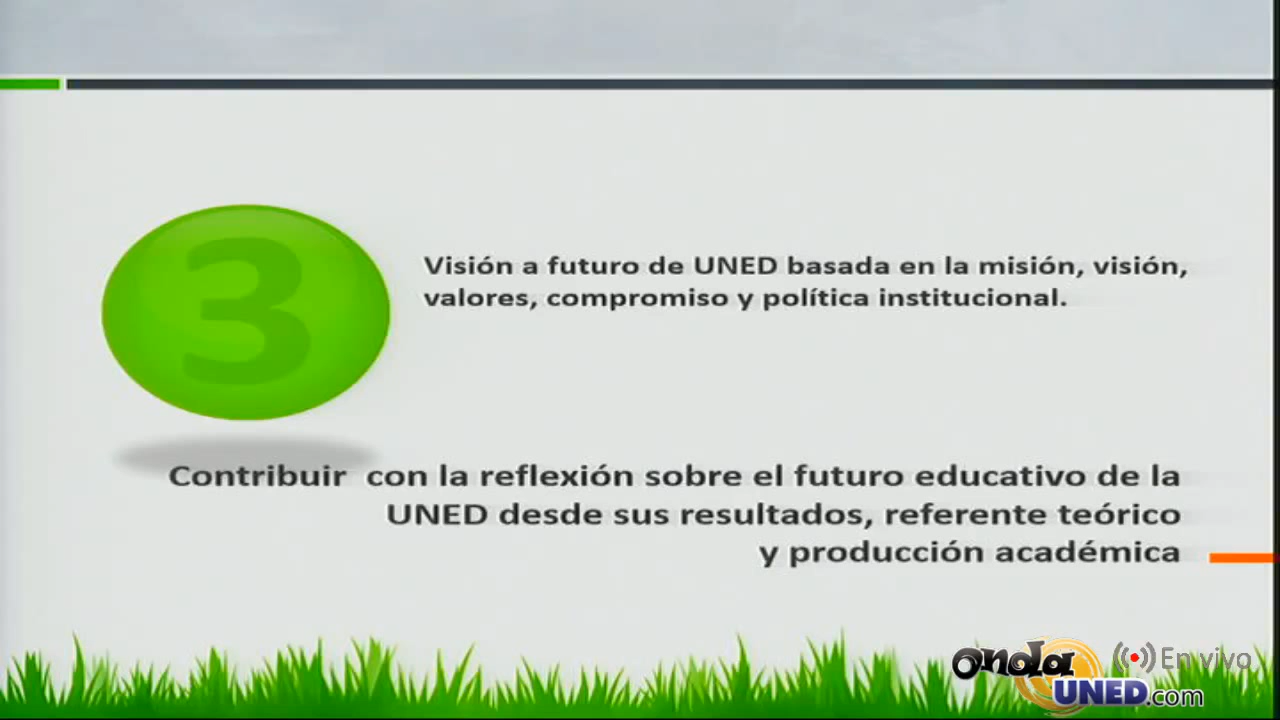 3
Visión a futuro de UNED basada en la misión, visión,
valores, compromiso y política institucional.
Contribuir con la reflexión sobre el futuro educativo de la
UNED desde sus resultados, referente teórico
y producción académica
onda
UNED.com
En vivo